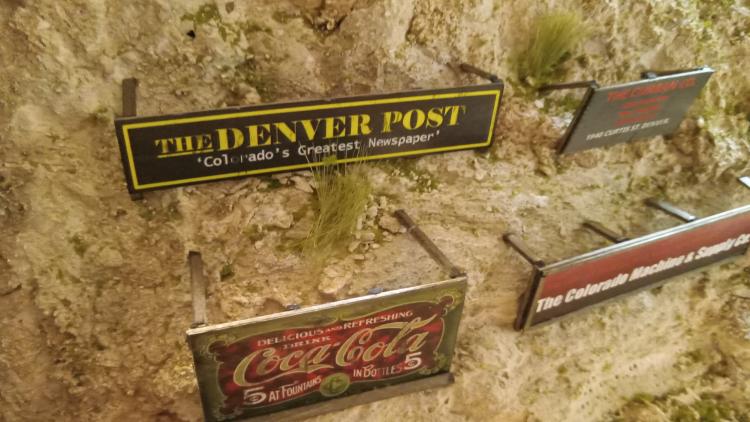 THE DENVER POST
'Colorado's Greatest Newspaper'
1940 CURTIS ST. DENVER
The Colorado Machine & Supply Co
DELICIOUS AND REFRESHING
DRINK
Coca-Cola
5 AT FOUNTAINS IN BOTTLES 5